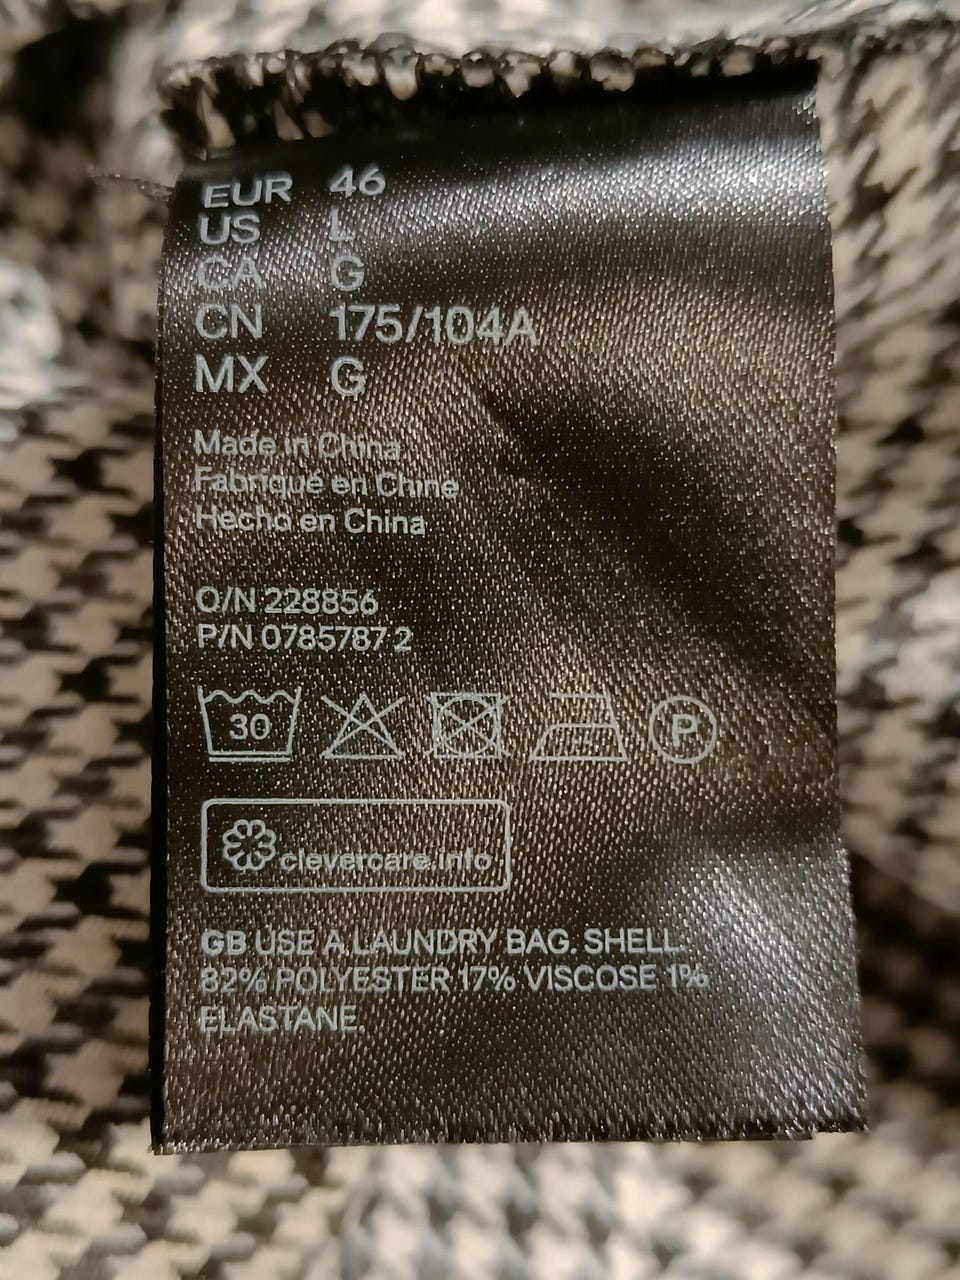 EUR 46
US L
CA G
CN 175/104A
MX G
Made in China
Fabriqué en Chine
Hecho en China
O/N 228856
P/N 0785787 2
30 P
clevercare.info
GB USE A LAUNDRY BAG. SHELL:
82% POLYESTER 17% VISCOSE 1%
ELASTANE.